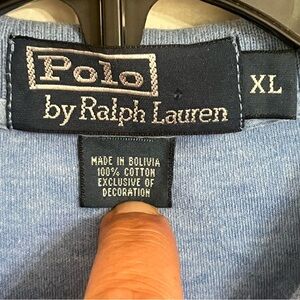 Polo
by Ralph Lauren
XL
MADE IN BOLIVIA
100% COTTON
EXCLUSIVE OF
DECORATION